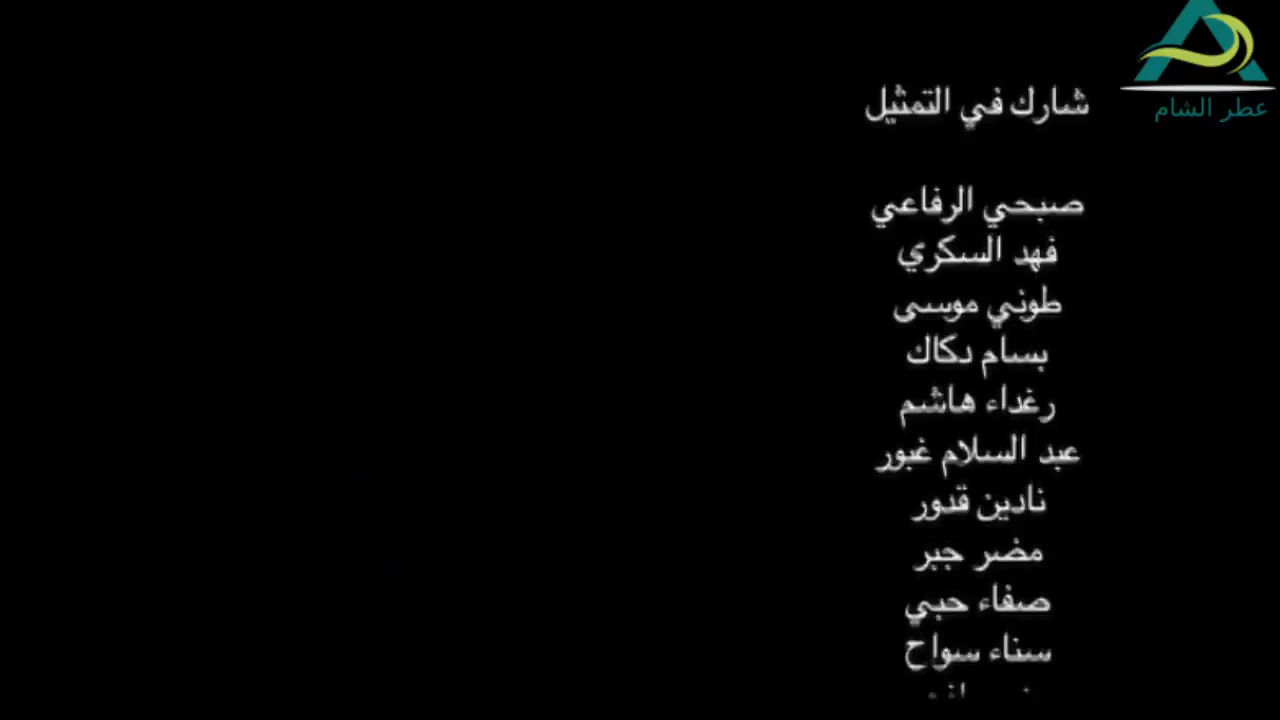 عطر الشام
شارك في التمثيل
صبحي الرفاعي
فهد السكري
طوني موسى
بسام دكاك
رغداء هاشم
عبد السلام غبور
نادين قدور
مضر جبر
صفاء حبي
سناء سواح